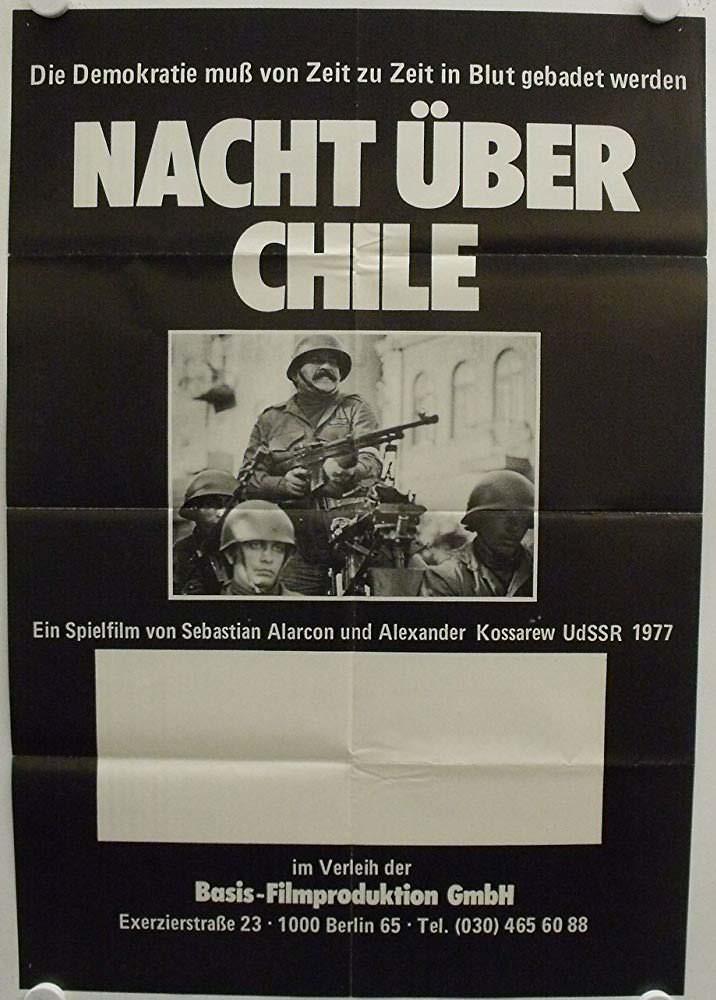 Die Demokratie muß von Zeit zu Zeit in Blut gebadet werden
NACHT ÜBER
CHILE
Ein Spielfilm von Sebastian Alarcon und Alexander Kossarew UdSSR 1977
im Verleih der
Basis-Filmproduktion GmbH
Exerzierstraße 23 · 1000 Berlin 65 · Tel. (030) 465 60 88